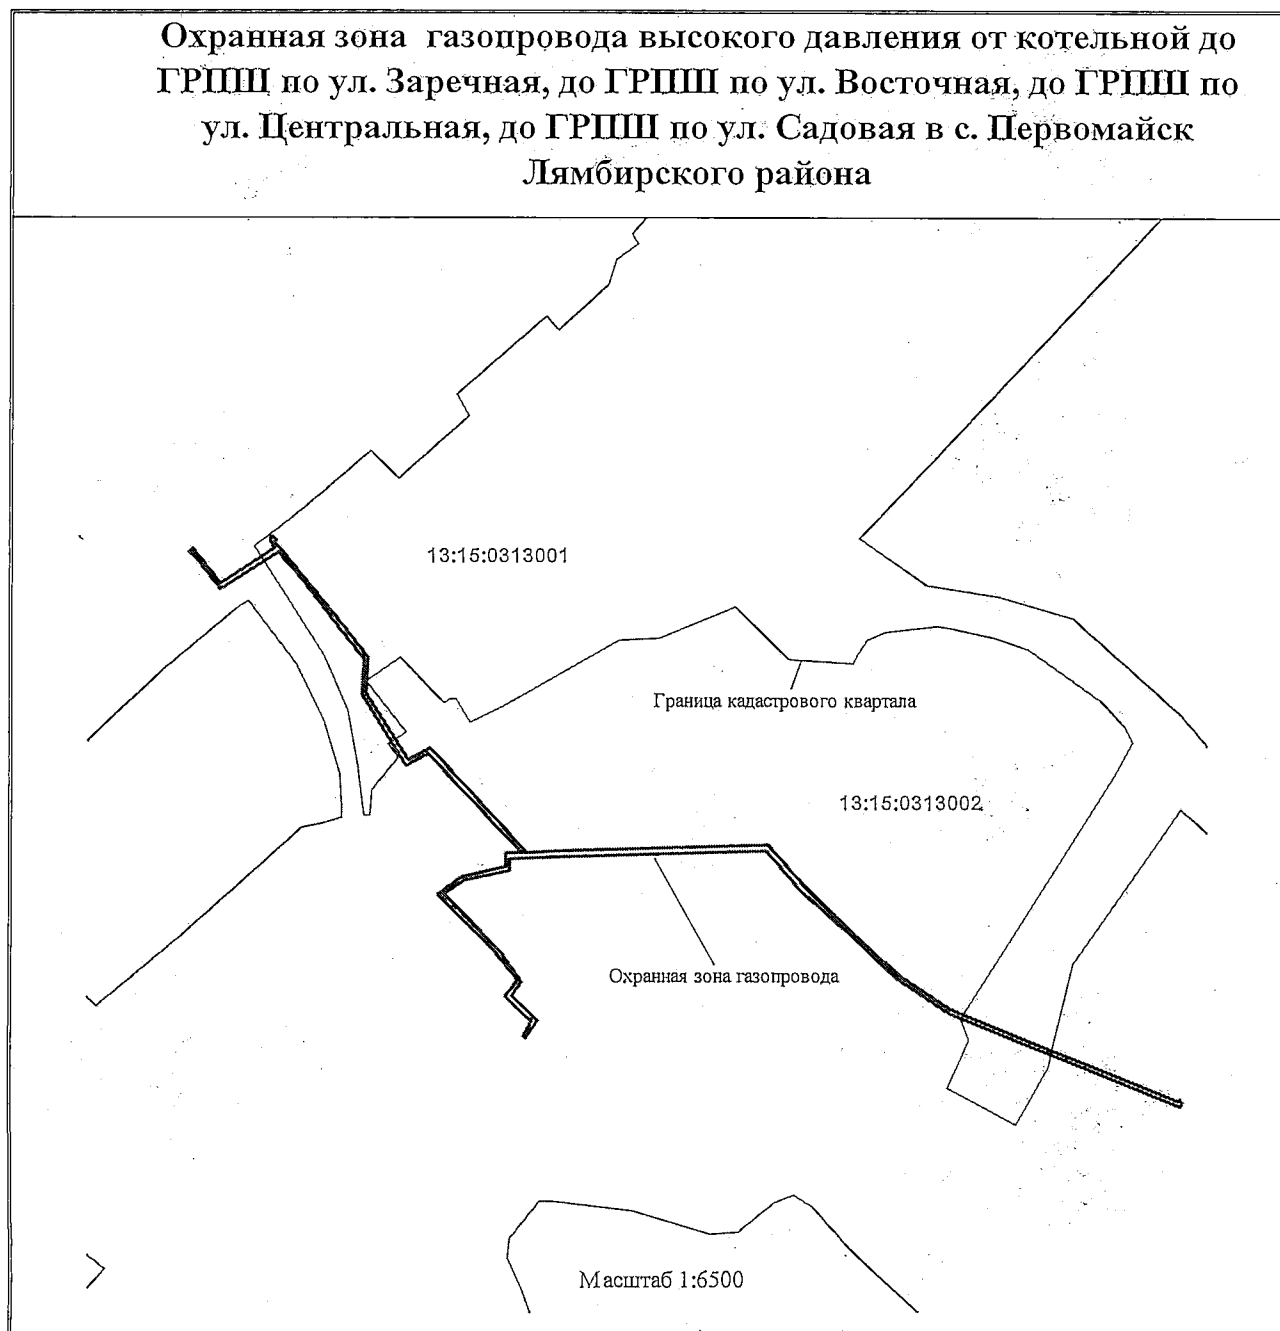 Охранная зона газопровода высокого давления от котельной до
ГРПШ по ул. Заречная, до ГРПШ по ул. Восточная, до ГРПШ по
ул. Центральная, до ГРПШ по ул. Садовая в с. Первомайск
Лямбирского района
13:15:0313001
Граница кадастрового квартала
13:15:0313002
Охранная зона газопровода
Масштаб 1:6500